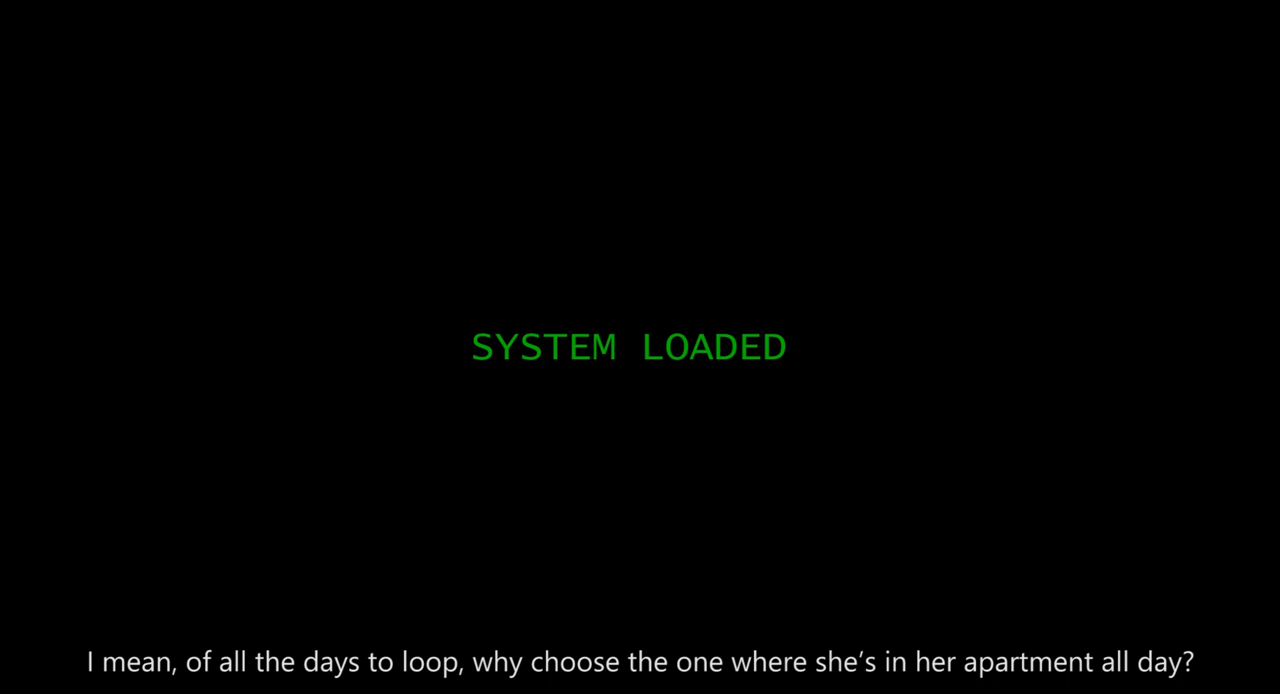 SYSTEM LOADED
I mean, of all the days to loop, why choose the one where she’s in her apartment all day?